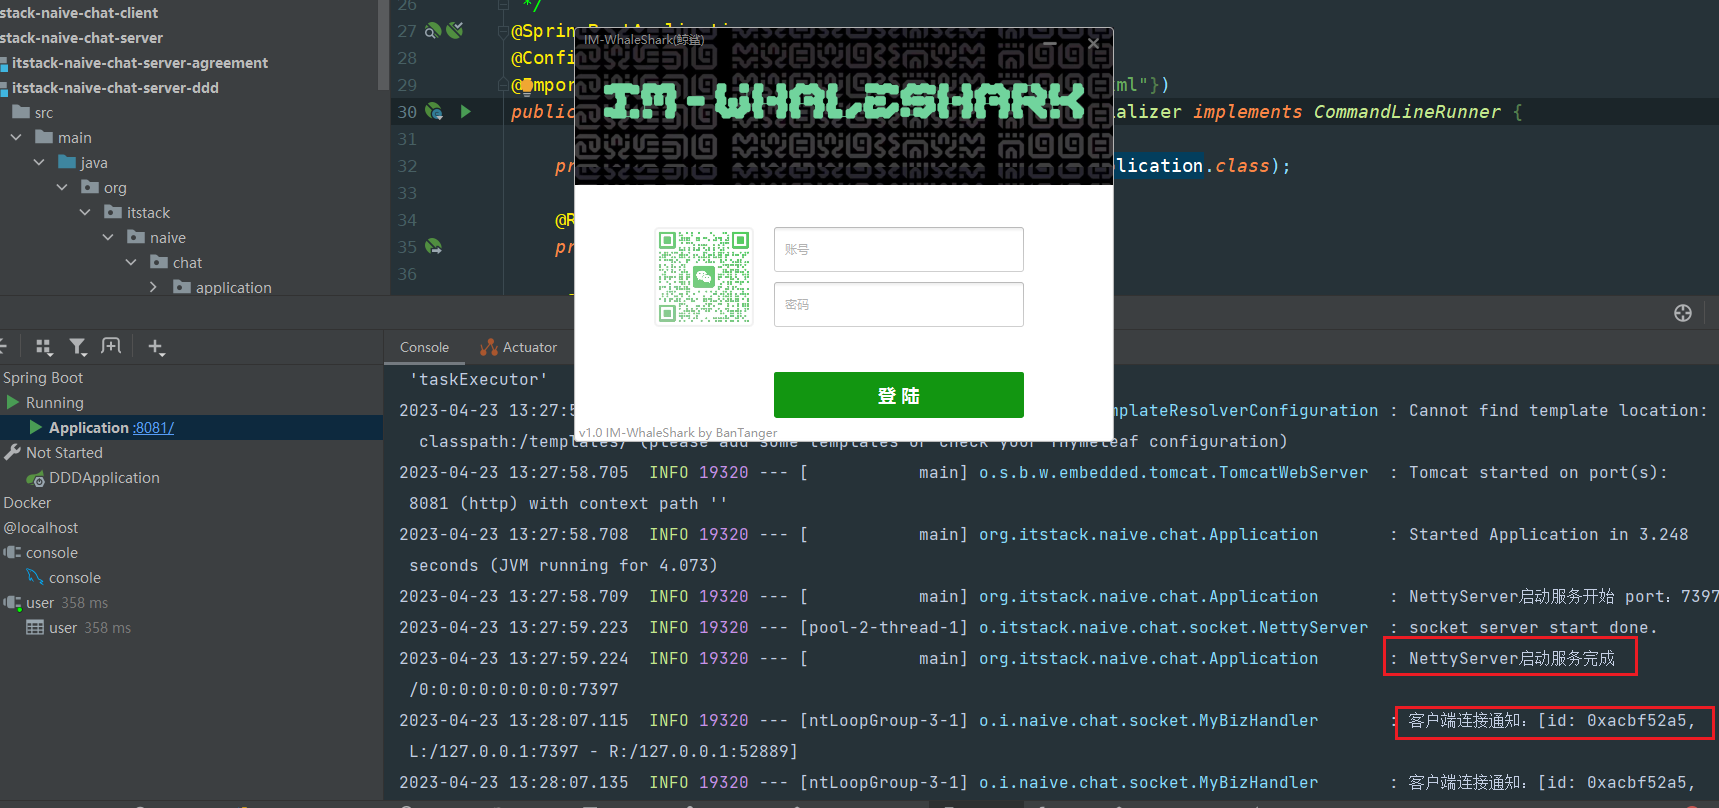 stack-naive-chat-client
stack-naive-chat-server
itstack-naive-chat-server-agreement
itstack-naive-chat-server-ddd
src
main
java
org
itstack
naive
chat
application
26 */
27
28 @Confi
29 ml"})
30 public alizer implements CommandLineRunner {
31
32 pr plication.class);
33
34 @R
35 pr
36
IM-WhaleShark(鲸鲨)
IM-WHALESHARK
账号
密码
登 陆
v1.0 IM-WhaleShark by BanTanger
Spring Boot
Running
Application :8081/
Not Started
DDDApplication
Docker
@localhost
console
console
user 358 ms
user 358 ms
Console Actuator
'taskExecutor'
2023-04-23 13:27:5 mplateResolverConfiguration : Cannot find template location:
classpath:/templates/ (please add some templates or check your Thymeleaf configuration)
2023-04-23 13:27:58.705 INFO 19320 --- [ main] o.s.b.w.embedded.tomcat.TomcatWebServer : Tomcat started on port(s):
8081 (http) with context path ''
2023-04-23 13:27:58.708 INFO 19320 --- [ main] org.itstack.naive.chat.Application : Started Application in 3.248
seconds (JVM running for 4.073)
2023-04-23 13:27:58.709 INFO 19320 --- [ main] org.itstack.naive.chat.Application : NettyServer启动服务开始 port：7397
2023-04-23 13:27:59.223 INFO 19320 --- [pool-2-thread-1] o.itstack.naive.chat.socket.NettyServer : socket server start done.
2023-04-23 13:27:59.224 INFO 19320 --- [ main] org.itstack.naive.chat.Application : NettyServer启动服务完成
/0:0:0:0:0:0:0:0:7397
2023-04-23 13:28:07.115 INFO 19320 --- [ntLoopGroup-3-1] o.i.naive.chat.socket.MyBizHandler : 客户端连接通知：[id: 0xacbf52a5,
L:/127.0.0.1:7397 - R:/127.0.0.1:52889]
2023-04-23 13:28:07.135 INFO 19320 --- [ntLoopGroup-3-1] o.i.naive.chat.socket.MyBizHandler : 客户端连接通知：[id: 0xacbf52a5,